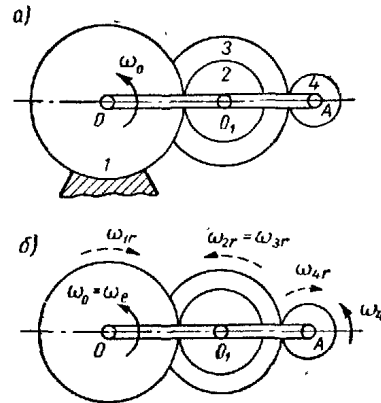 а)
ω₀
3
2
4
O
O₁
A
1
б)
ω₁r
ω₂r = ω₃r
ω₄r
ω₀ = ωe
ω₄
O
O₁
A